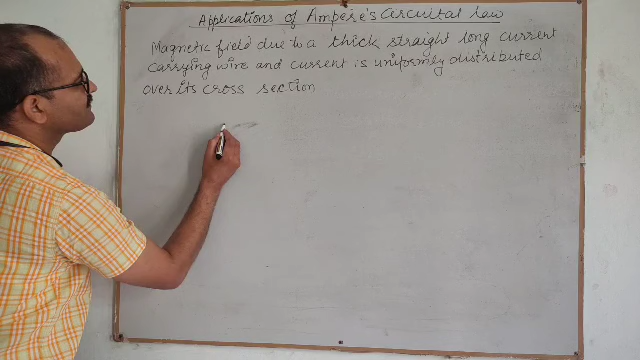 Applications of Ampere's Circuital law
Magnetic field due to a thick straight long current
carrying wire and current is uniformly distributed
over its cross section